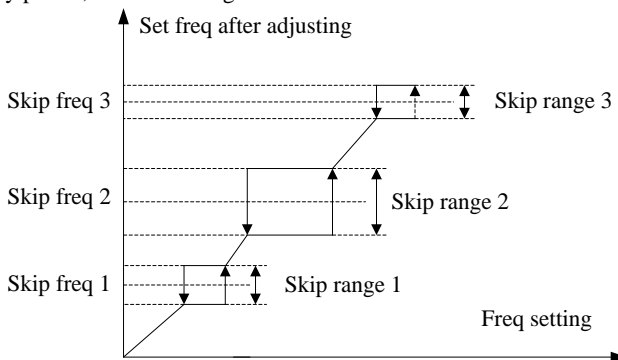 Set freq after adjusting
Skip freq 3
Skip range 3
Skip freq 2
Skip range 2
Skip freq 1
Skip range 1
Freq setting